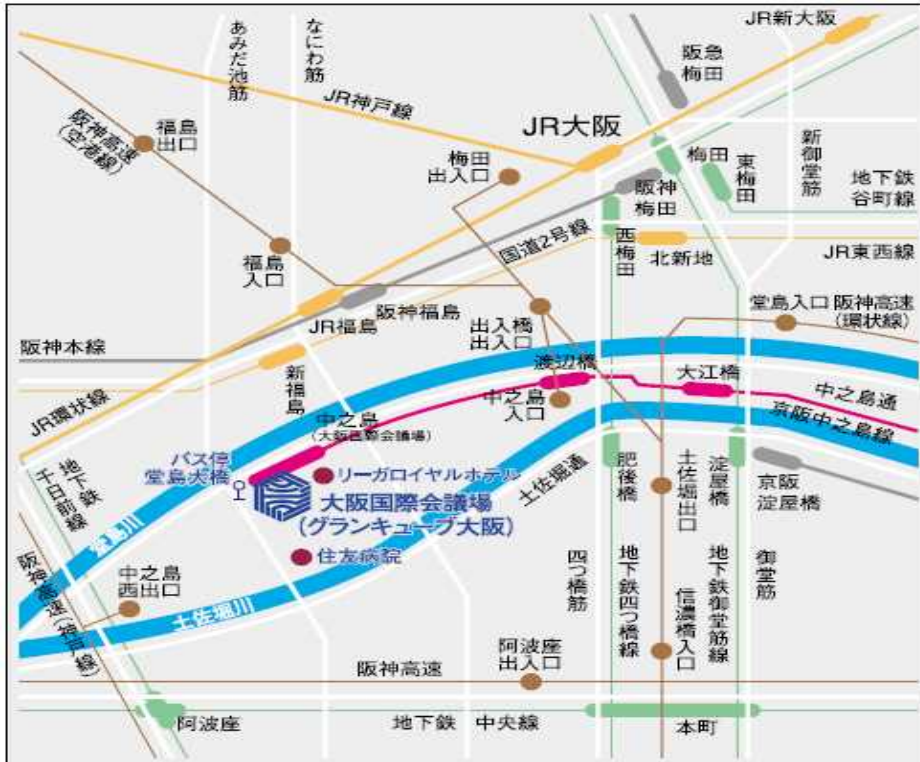 JR新大阪
あみだ池筋
なにわ筋
阪急
梅田
JR神戸線
JR大阪
新御堂筋
阪神高速
(空港線)
福島
出口
梅田
出入口
梅田
東梅田
阪神
梅田
地下鉄
谷町線
国道2号線
西梅田
北新地
JR東西線
福島
入口
阪神福島
JR福島
出入橋
出入口
堂島入口
阪神高速
(環状線)
阪神本線
新福島
渡辺橋
大江橋
中之島
入口
中之島通
京阪中之島線
JR環状線
中之島
(大阪国際会議場)
バス停
堂島大橋
リーガロイヤルホテル
大阪国際会議場
(グランキューブ大阪)
土佐堀通
肥後橋
土佐堀出口
淀屋橋
京阪
淀屋橋
地下鉄
千日前線
住友病院
堂島川
中之島
西出口
土佐堀川
阪神高速(神戸線)
四つ橋筋
地下鉄四つ橋線
信濃橋入口
地下鉄御堂筋線
御堂筋
阪神高速
阿波座
出入口
阿波座
地下鉄 中央線
本町